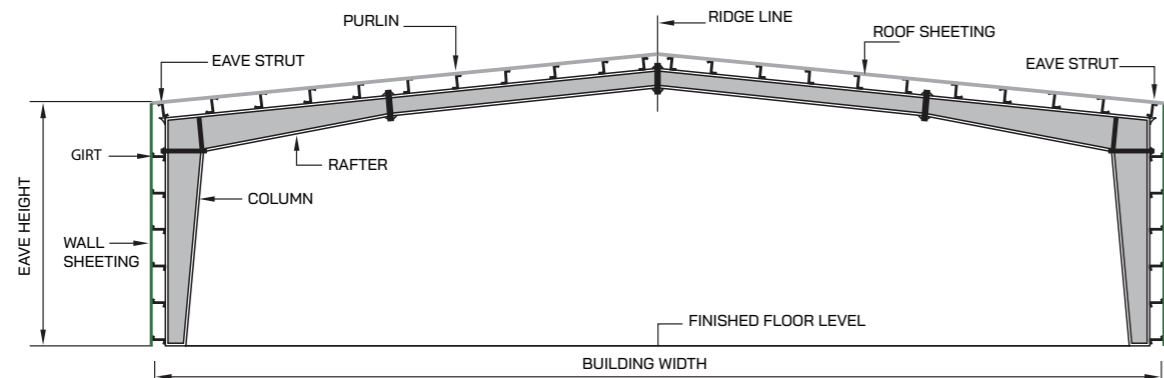 RIDGE LINE
PURLIN
ROOF SHEETING
EAVE STRUT
EAVE STRUT
GIRT
RAFTER
COLUMN
EAVE HEIGHT
WALL
SHEETING
FINISHED FLOOR LEVEL
BUILDING WIDTH